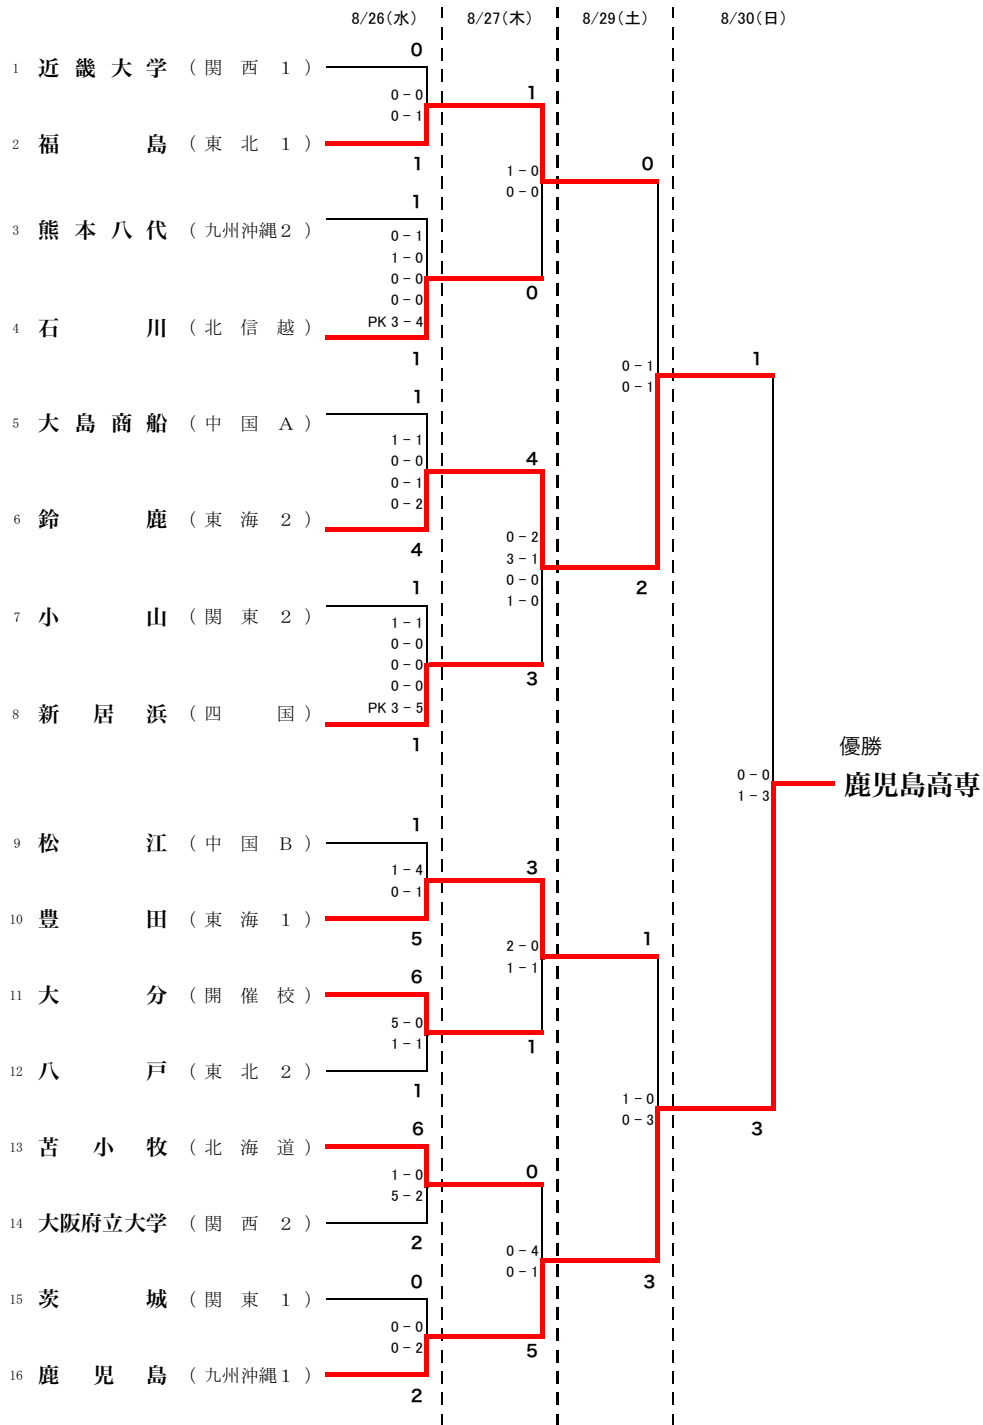 8/26(水) 8/27(木) 8/29(土) 8/30(日)
0
1 近畿大学 (関西1)
0-0 1
0-1
2 福島 (東北1)
1 1-0 0
1 0-0
3 熊本八代 (九州沖縄2)
0-1
1-0
0-0
0-0 0
PK 3-4
4 石川 (北信越)
1 0-1 1
0-1
1
5 大島商船 (中国A)
1-1
0-0 4
0-1
0-2
6 鈴鹿 (東海2)
4 0-2
3-1
0-0 2
1-0
1
7 小山 (関東2)
1-1
0-0
0-0
0-0 3
PK 3-5
8 新居浜 (四国)
1
優勝
0-0
1-3
鹿児島高専
1
9 松江 (中国B)
1-4 3
0-1
10 豊田 (東海1)
5 2-0 1
1-1
6
11 大分 (開催校)
5-0
1-1 1
12 八戸 (東北2)
1
1-0
0-3 3
6
13 苫小牧 (北海道)
1-0 0
5-2
14 大阪府立大学 (関西2)
2 0-4
0-1 3
0
15 茨城 (関東1)
0-0
0-2 5
16 鹿児島 (九州沖縄1)
2